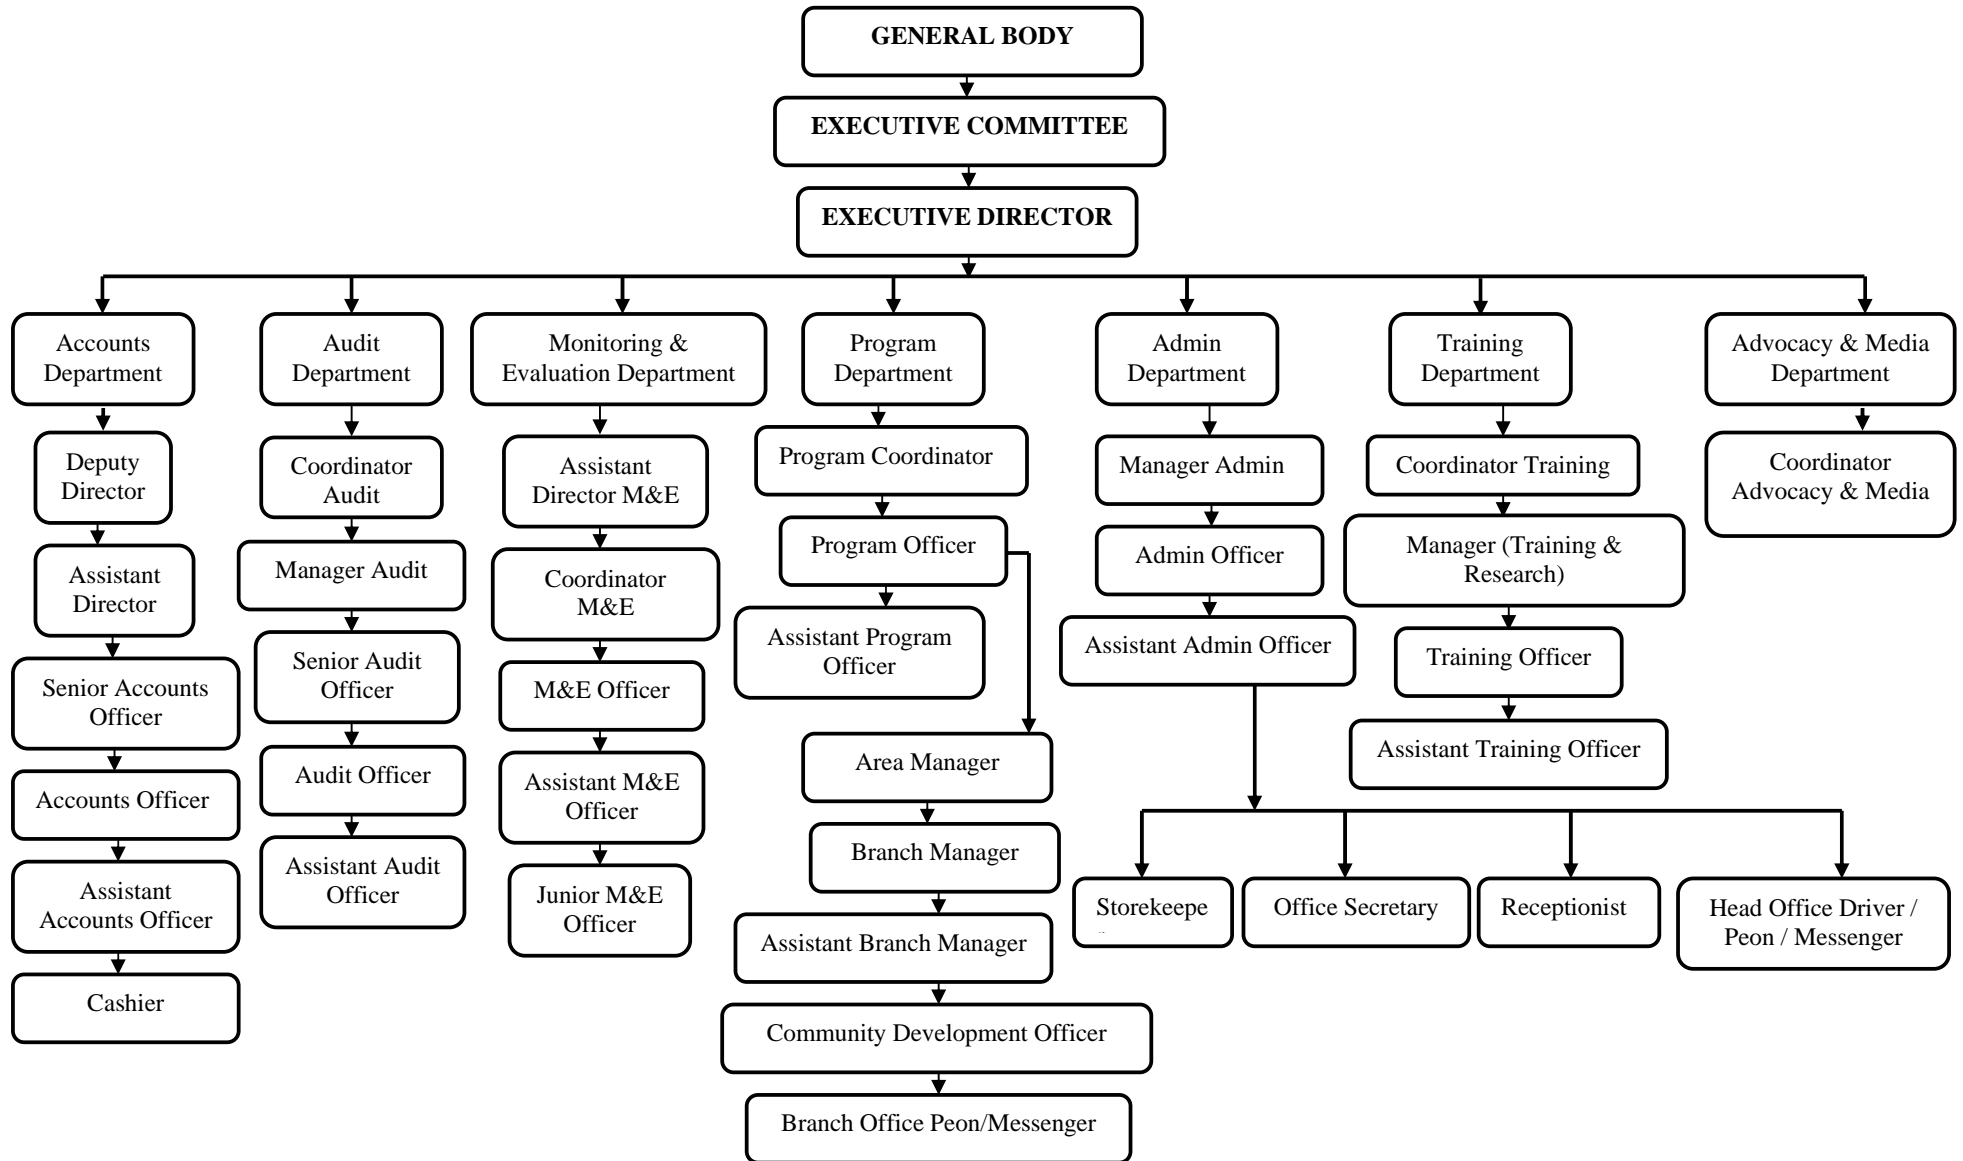 GENERAL BODY
EXECUTIVE COMMITTEE
EXECUTIVE DIRECTOR
Accounts
Department
Audit
Department
Monitoring &
Evaluation Department
Program
Department
Admin
Department
Training
Department
Advocacy & Media
Department
Deputy
Director
Assistant
Director
Senior Accounts
Officer
Accounts Officer
Assistant
Accounts Officer
Cashier
Coordinator
Audit
Manager Audit
Senior Audit
Officer
Audit Officer
Assistant Audit
Officer
Assistant
Director M&E
Coordinator
M&E
M&E Officer
Assistant M&E
Officer
Junior M&E
Officer
Program Coordinator
Program Officer
Assistant Program
Officer
Area Manager
Branch Manager
Assistant Branch Manager
Community Development Officer
Branch Office Peon/Messenger
Manager Admin
Admin Officer
Assistant Admin Officer
Storekeepe
Office Secretary
Receptionist
Head Office Driver /
Peon / Messenger
Coordinator Training
Manager (Training &
Research)
Training Officer
Assistant Training Officer
Coordinator
Advocacy & Media